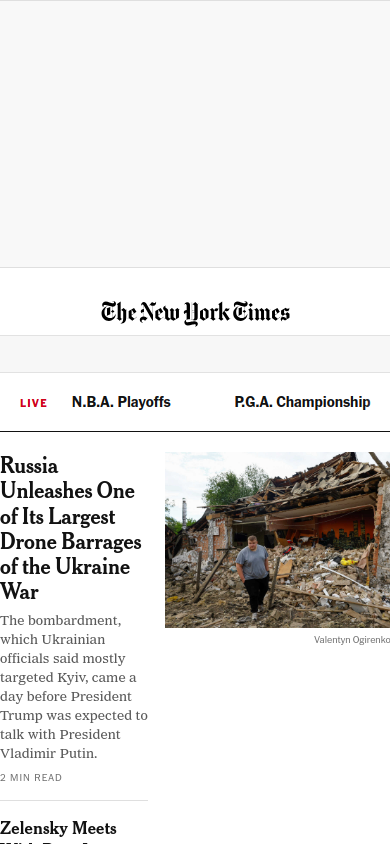 The New York Times
LIVE N.B.A. Playoffs P.G.A. Championship
Russia
Unleashes One
of Its Largest
Drone Barrages
of the Ukraine
War
The bombardment,
which Ukrainian
officials said mostly
targeted Kyiv, came a
day before President
Trump was expected to
talk with President
Vladimir Putin.
2 MIN READ
Valentyn Ogirenko
Zelensky Meets